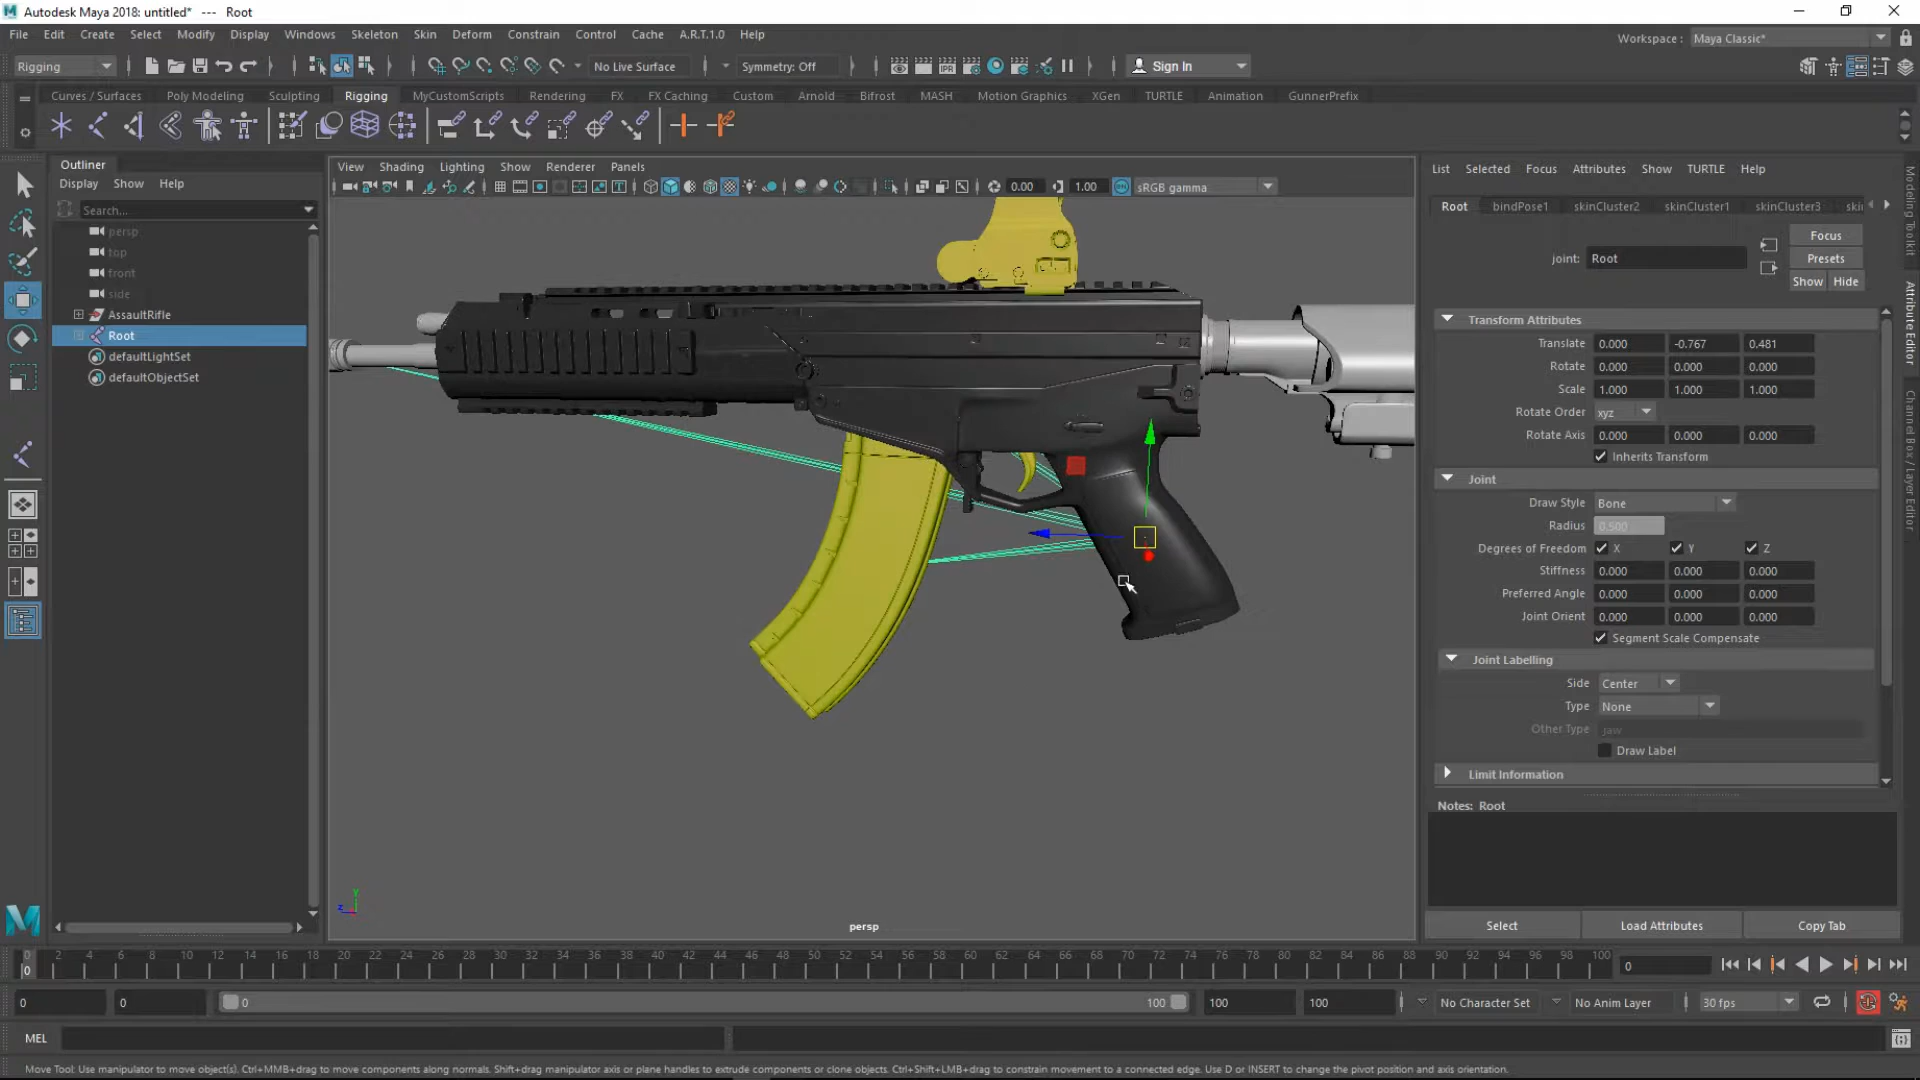 Autodesk Maya 2018: untitled* --- Root
File Edit Create Select Modify Display Windows Skeleton Skin Deform Constrain Control Cache A.R.T.1.0 Help
Workspace : Maya Classic*
Rigging No Live Surface Symmetry: Off Sign In
Curves / Surfaces Poly Modeling Sculpting Rigging MyCustomScripts Rendering FX FX Caching Custom Arnold Bifrost MASH Motion Graphics XGen TURTLE Animation GunnerPrefix
Outliner
Display Show Help
Search...
persp
top
front
side
AssaultRifle
Root
defaultLightSet
defaultObjectSet
View Shading Lighting Show Renderer Panels
0.00 1.00 sRGB gamma
persp
List Selected Focus Attributes Show TURTLE Help
Root bindPose1 skinCluster2 skinCluster1 skinCluster3 ski
Focus
joint: Root Presets
Show Hide
Transform Attributes
Translate 0.000 -0.767 0.481
Rotate 0.000 0.000 0.000
Scale 1.000 1.000 1.000
Rotate Order xyz
Rotate Axis 0.000 0.000 0.000
Inherits Transform
Joint
Draw Style Bone
Radius 0.500
Degrees of Freedom X Y Z
Stiffness 0.000 0.000 0.000
Preferred Angle 0.000 0.000 0.000
Joint Orient 0.000 0.000 0.000
Segment Scale Compensate
Joint Labelling
Side Center
Type None
Other Type jaw
Draw Label
Limit Information
Notes: Root
Select Load Attributes Copy Tab
Modeling Toolkit
Attribute Editor
Channel Box / Layer Editor
0 2 4 6 8 10 12 14 16 18 20 22 24 26 28 30 32 34 36 38 40 42 44 46 48 50 52 54 56 58 60 62 64 66 68 70 72 74 76 78 80 82 84 86 88 90 92 94 96 98 100
0
0 0 0 100 100 100 No Character Set No Anim Layer 30 fps
MEL
Move Tool: Use manipulator to move object(s). Ctrl+MMB+drag to move components along normals. Shift+drag manipulator axis or plane handles to extrude components or clone objects. Ctrl+Shift+LMB+drag to constrain movement to a connected edge. Use D or INSERT to change the pivot position and axis orientation.